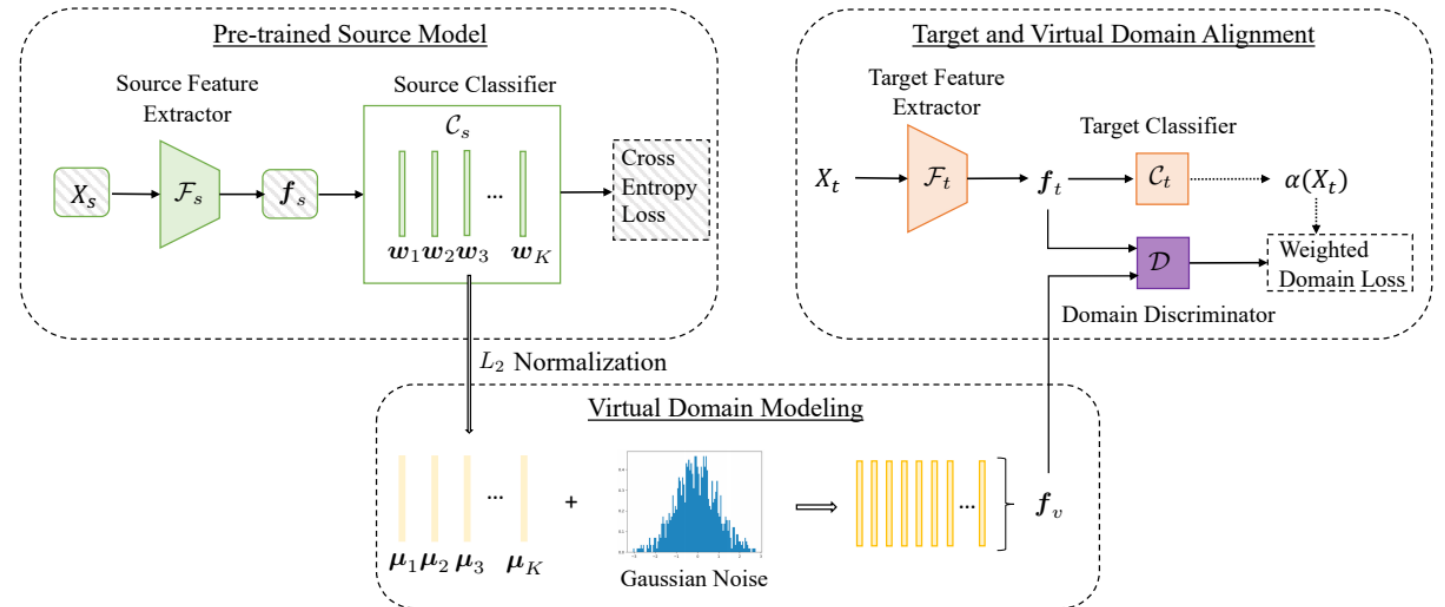 Pre-trained Source Model
Source Feature
Extractor
Source Classifier
𝒞ₛ
Xₛ
ℱₛ
𝒇ₛ
...
𝒘₁ 𝒘₂ 𝒘₃ 𝒘_K
Cross
Entropy
Loss
Target and Virtual Domain Alignment
Target Feature
Extractor
Target Classifier
Xₜ
ℱₜ
𝒇ₜ
𝒞ₜ
α(Xₜ)
𝒟
Weighted
Domain Loss
Domain Discriminator
L₂ Normalization
Virtual Domain Modeling
...
+
...
𝒇ᵥ
𝝁₁ 𝝁₂ 𝝁₃ 𝝁_K
Gaussian Noise